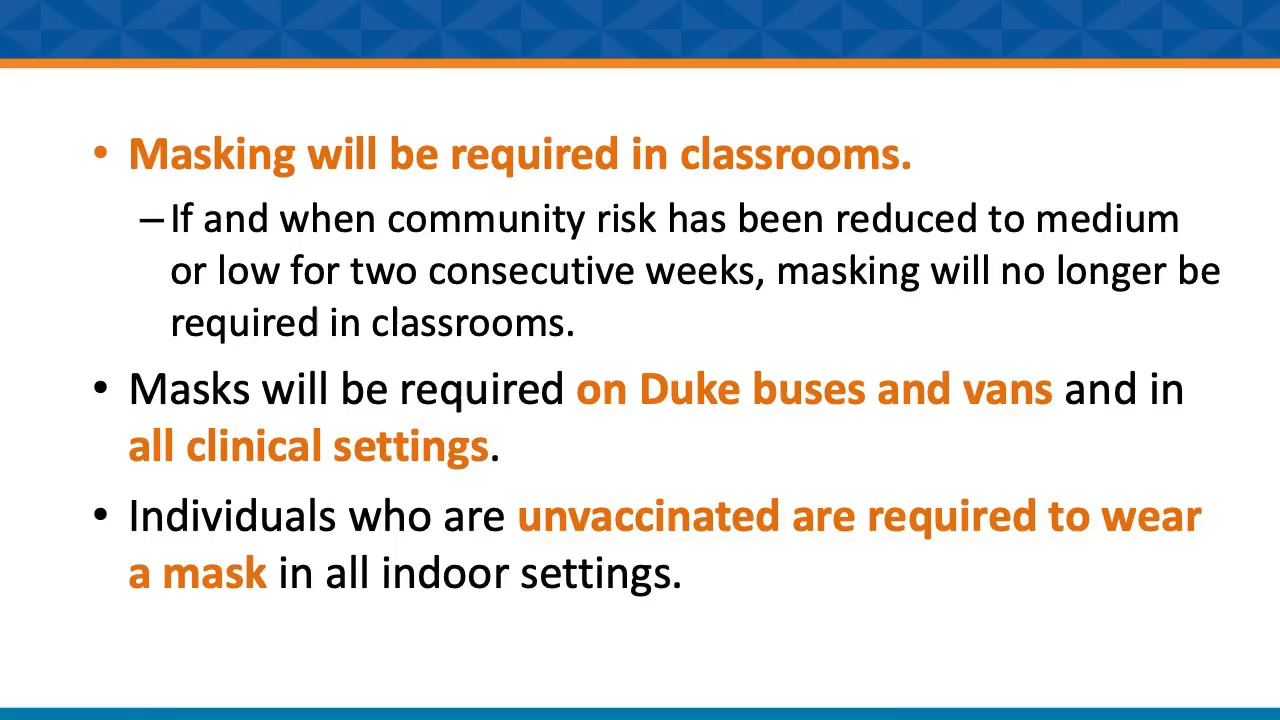 • Masking will be required in classrooms.
– If and when community risk has been reduced to medium
or low for two consecutive weeks, masking will no longer be
required in classrooms.
• Masks will be required on Duke buses and vans and in
all clinical settings.
• Individuals who are unvaccinated are required to wear
a mask in all indoor settings.